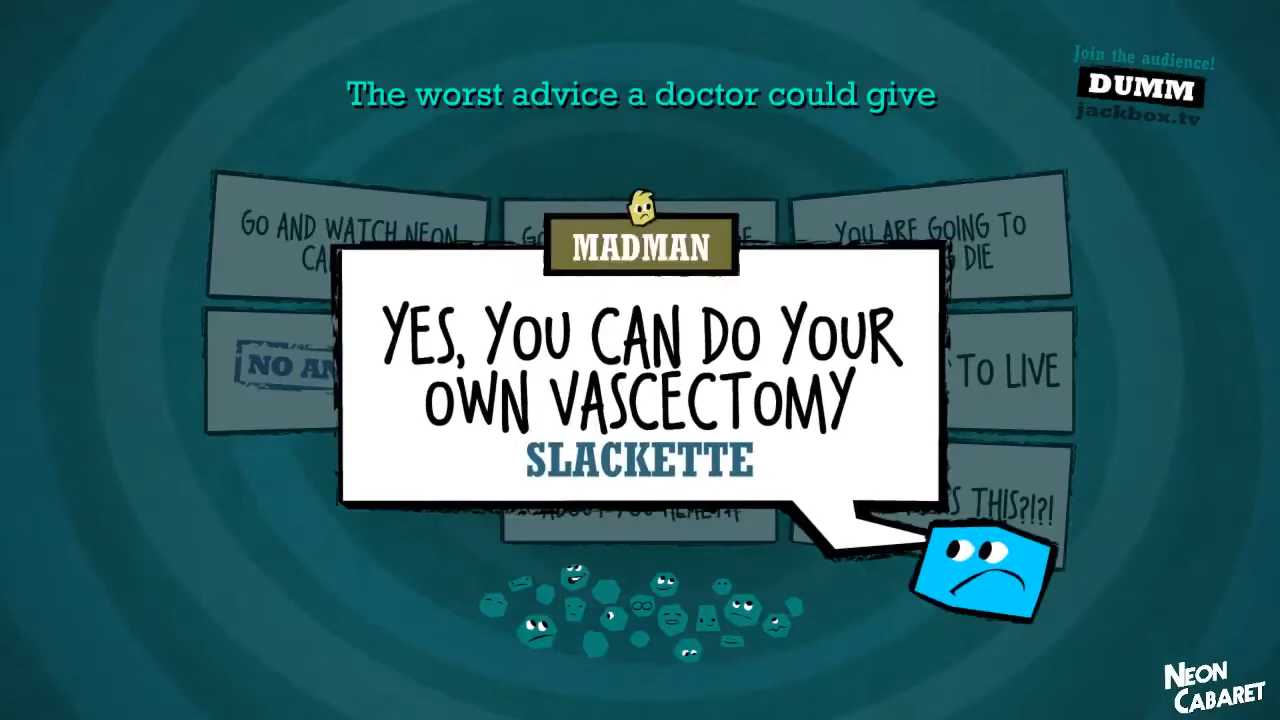 Join the audience!
DUMM
jackbox.tv
The worst advice a doctor could give
GO AND WATCH NEON
YOU ARE GOING TO
DIE
MADMAN
YES, YOU CAN DO YOUR
OWN VASCECTOMY
SLACKETTE
NO
TO LIVE
THIS?!?!
NEON
CABARET